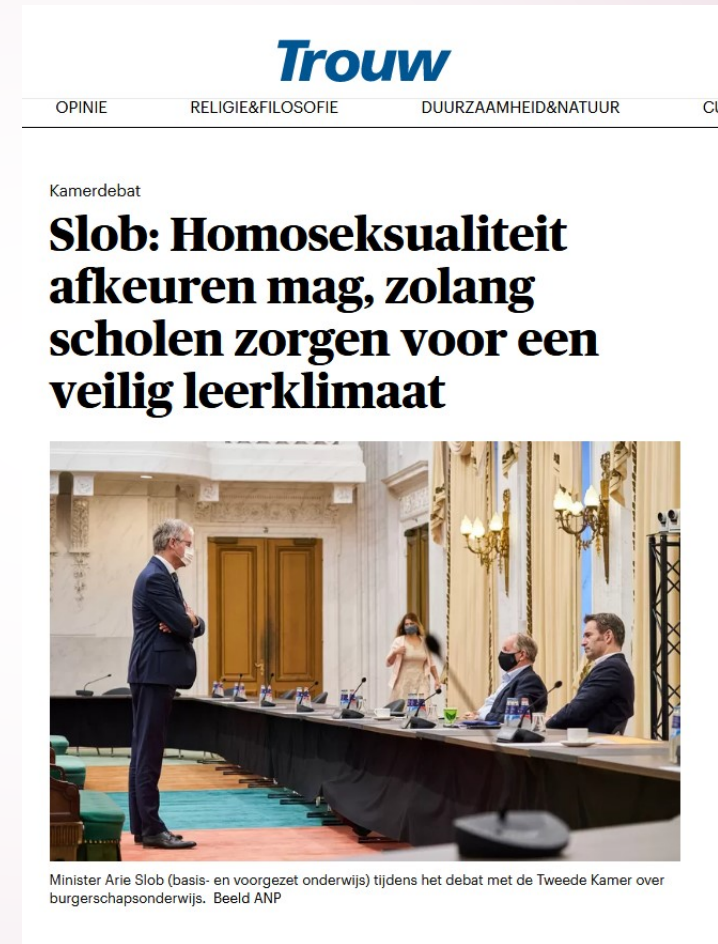 Trouw
OPINIE RELIGIE&FILOSOFIE DUURZAAMHEID&NATUUR
Kamerdebat
Slob: Homoseksualiteit
afkeuren mag, zolang
scholen zorgen voor een
veilig leerklimaat
Minister Arie Slob (basis- en voorgezet onderwijs) tijdens het debat met de Tweede Kamer over
burgerschapsonderwijs. Beeld ANP